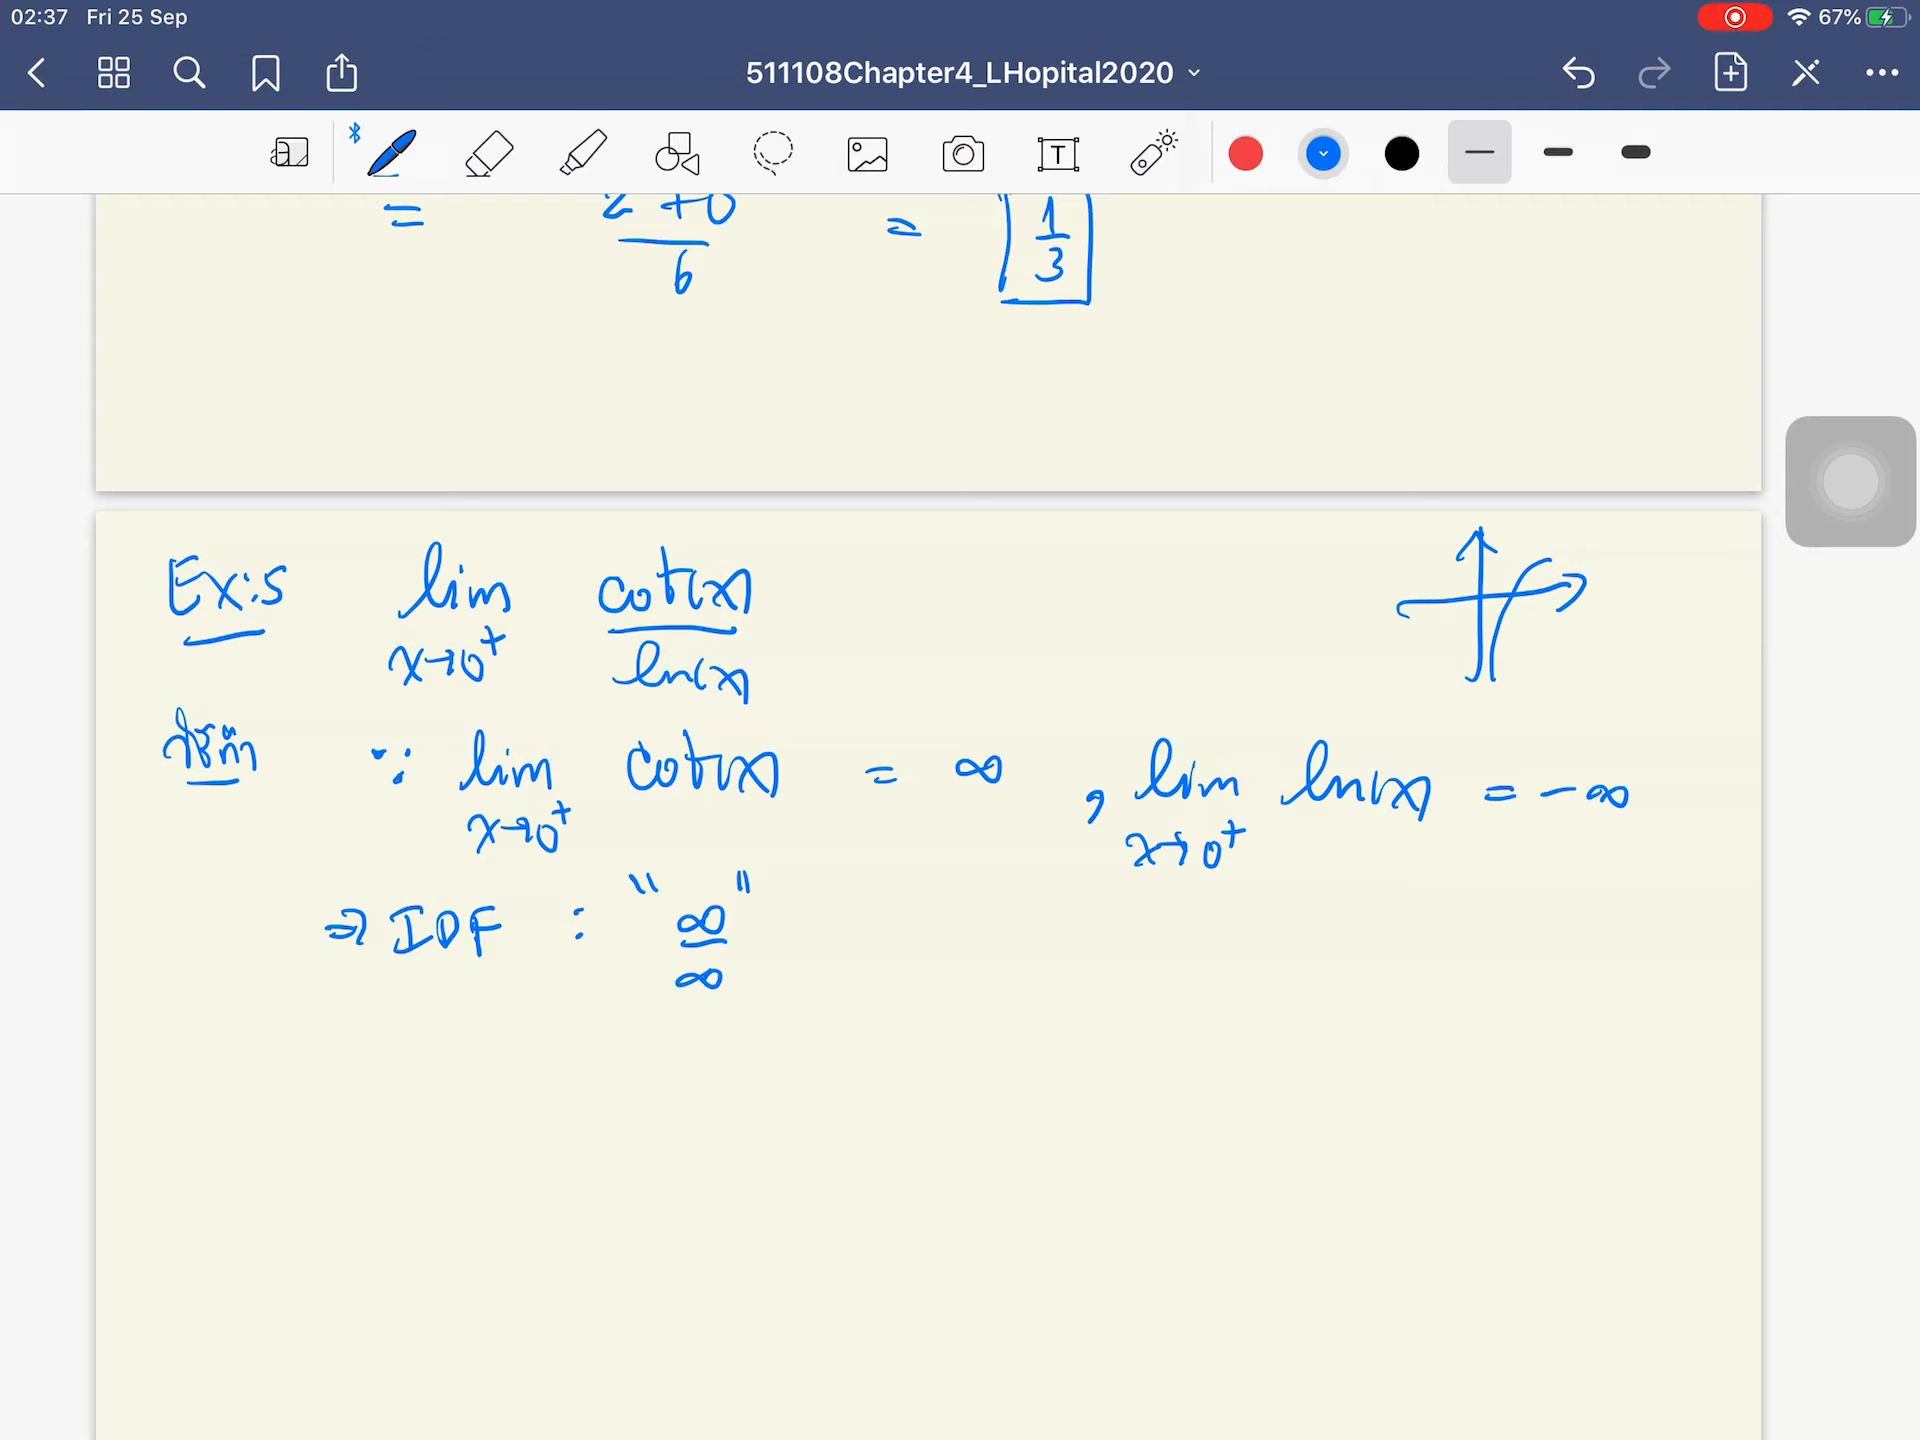 02:37 Fri 25 Sep 67%
511108Chapter4_LHopital2020
= 2+0/6 = 1/3
Ex:5 lim x→0⁺ cot(x)/ln(x)
วิธีทำ ∵ lim x→0⁺ cot(x) = ∞ , lim x→0⁺ ln(x) = -∞
⇒ IDF : "∞/∞"